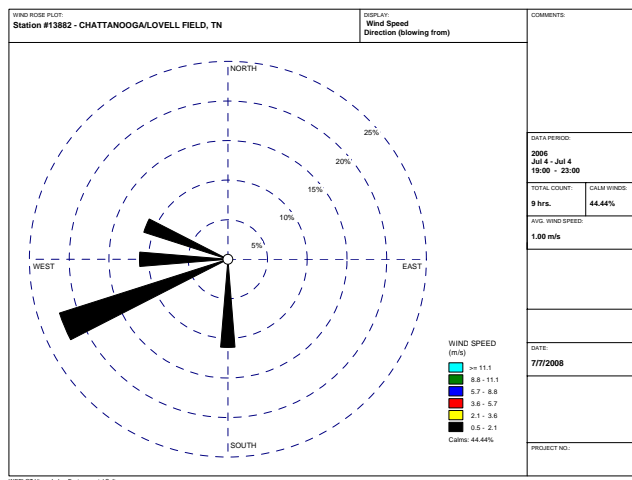 WIND ROSE PLOT:
Station #13882 - CHATTANOOGA/LOVELL FIELD, TN
DISPLAY:
Wind Speed
Direction (blowing from)
COMMENTS:
NORTH
25%
20%
15%
10%
5%
WEST
EAST
SOUTH
WIND SPEED
(m/s)
>= 11.1
8.8 - 11.1
5.7 - 8.8
3.6 - 5.7
2.1 - 3.6
0.5 - 2.1
Calms: 44.44%
DATA PERIOD:
2006
Jul 4 - Jul 4
19:00 - 23:00
TOTAL COUNT:
9 hrs.
CALM WINDS:
44.44%
AVG. WIND SPEED:
1.00 m/s
DATE:
7/7/2008
PROJECT NO.: